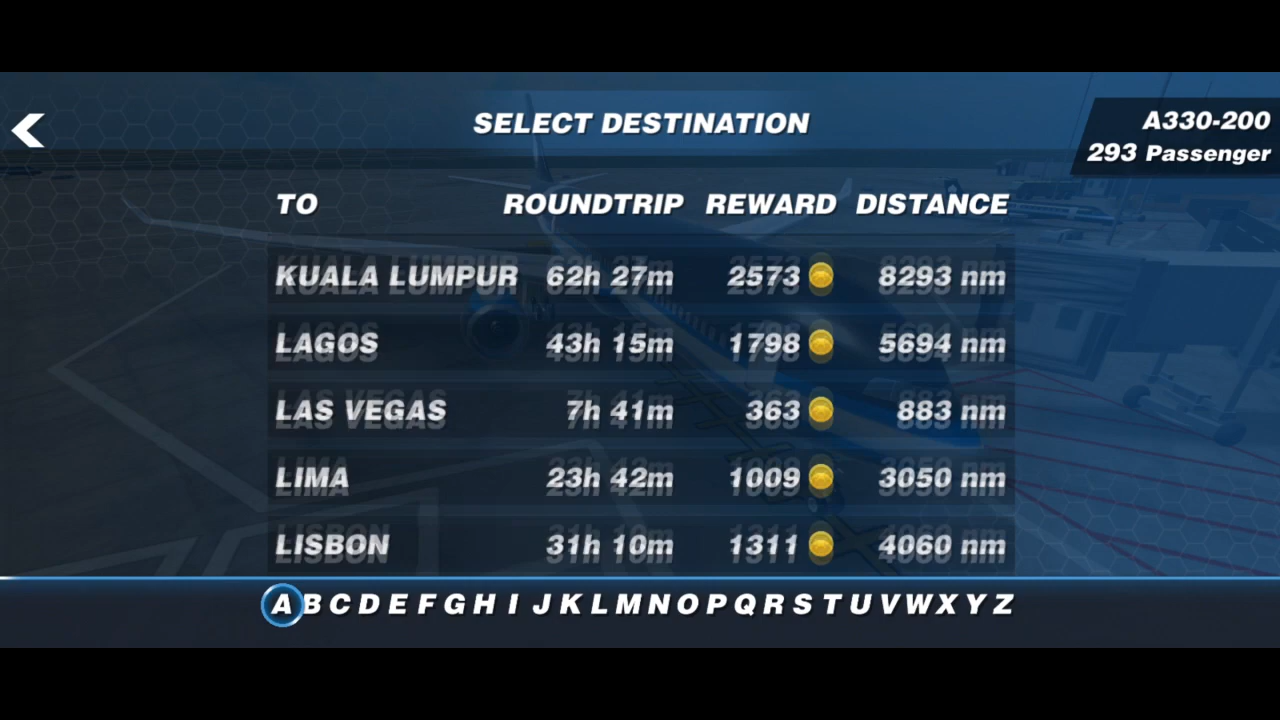 SELECT DESTINATION
A330-200
293 Passenger
TO ROUNDTRIP REWARD DISTANCE
KUALA LUMPUR 62h 27m 2573 8293 nm
LAGOS 43h 15m 1798 5694 nm
LAS VEGAS 7h 41m 363 883 nm
LIMA 23h 42m 1009 3050 nm
LISBON 31h 10m 1311 4060 nm
A B C D E F G H I J K L M N O P Q R S T U V W X Y Z